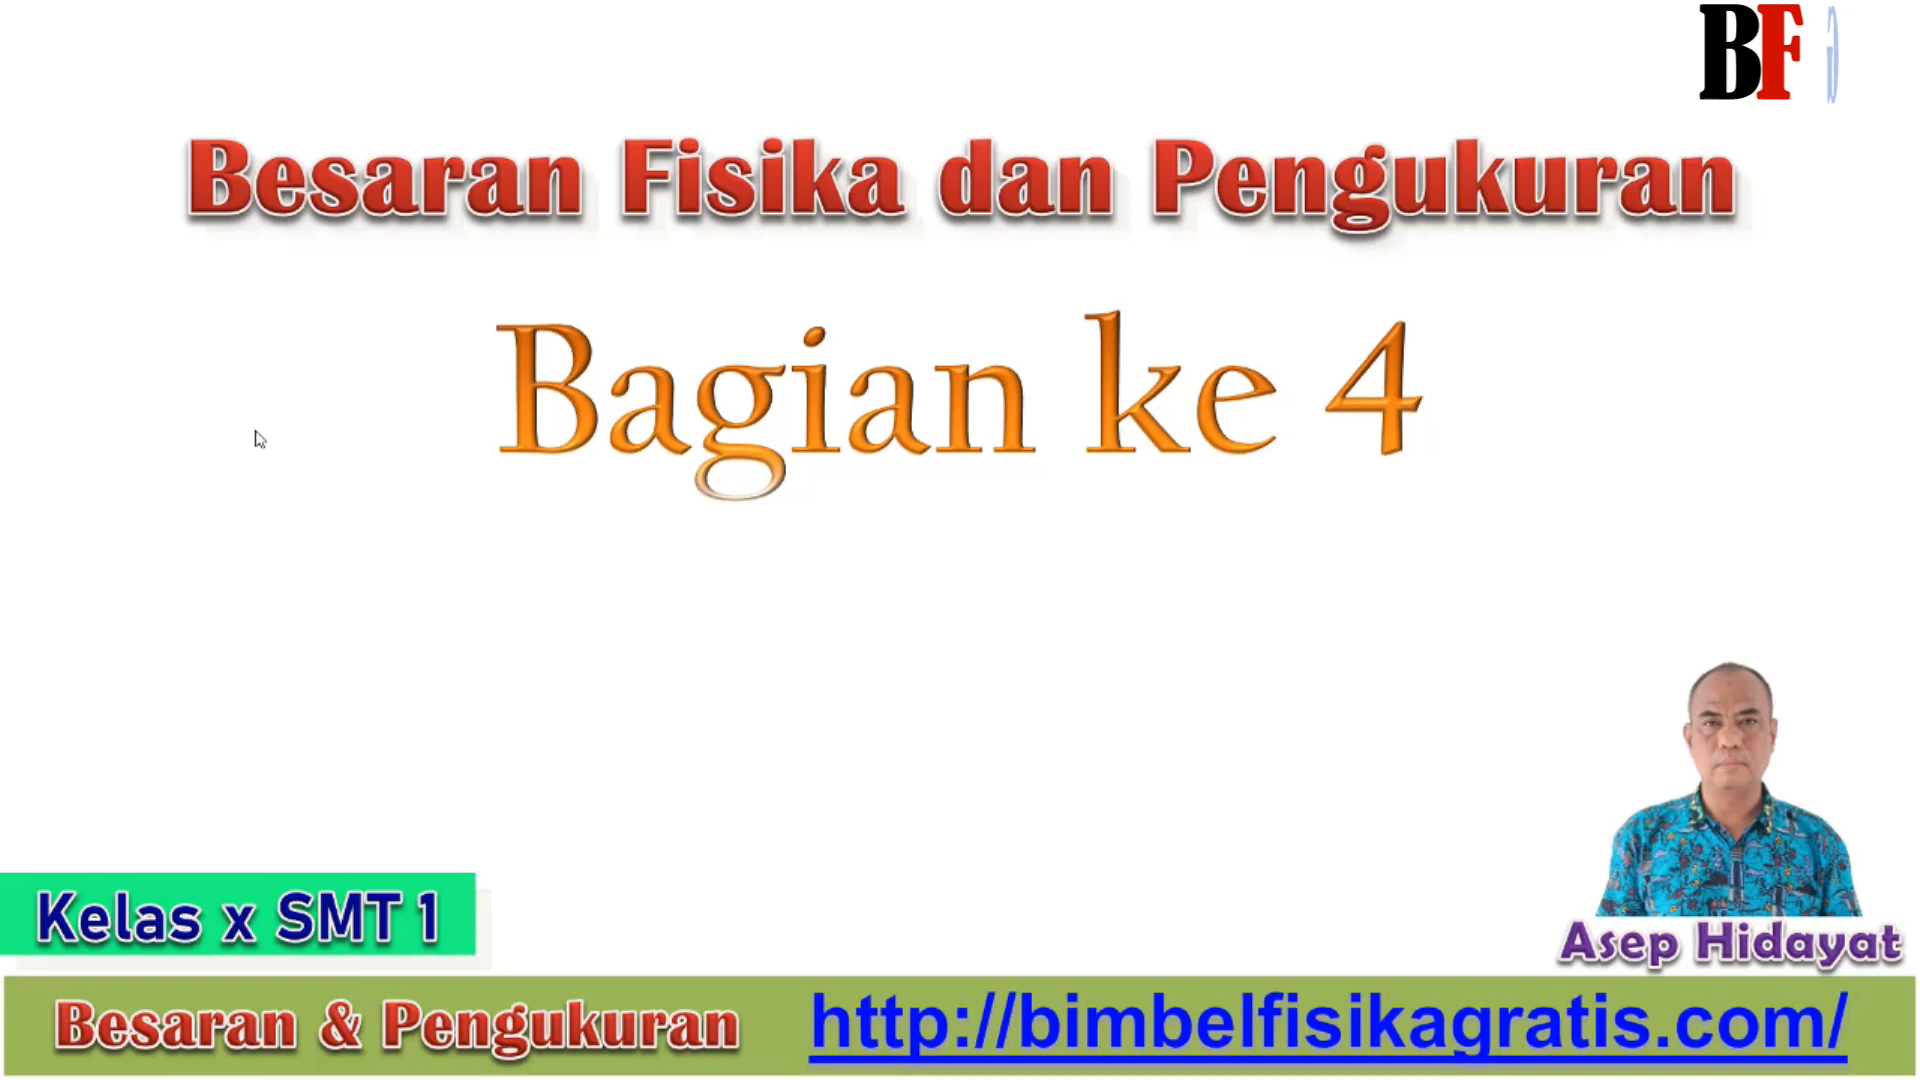 BF G
Besaran Fisika dan Pengukuran
Bagian ke 4
Kelas x SMT 1
Asep Hidayat
Besaran & Pengukuran
http://bimbelfisikagratis.com/